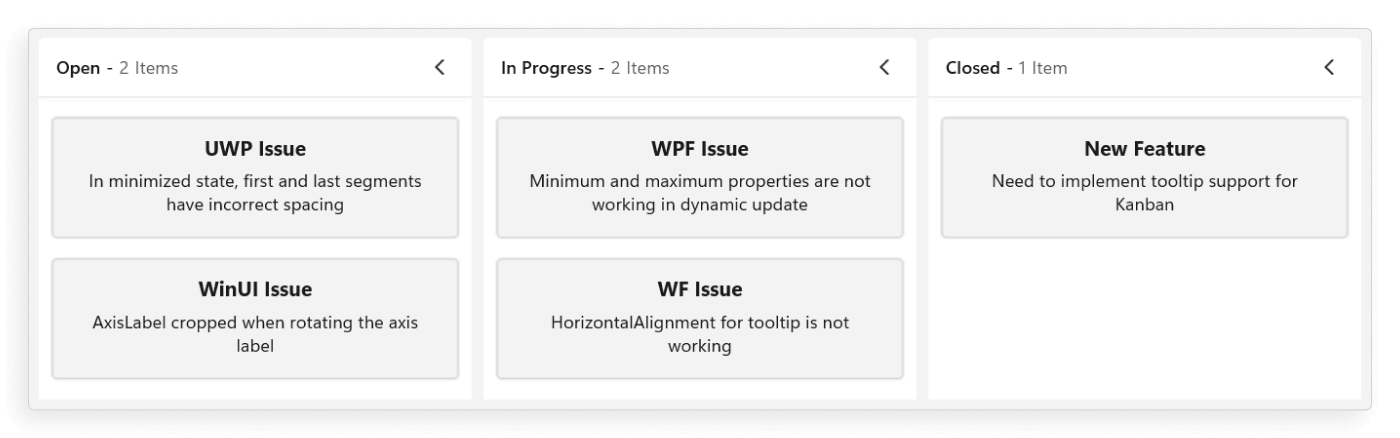 Open - 2 Items
UWP Issue
In minimized state, first and last segments
have incorrect spacing
WinUI Issue
AxisLabel cropped when rotating the axis
label
In Progress - 2 Items
WPF Issue
Minimum and maximum properties are not
working in dynamic update
WF Issue
HorizontalAlignment for tooltip is not
working
Closed - 1 Item
New Feature
Need to implement tooltip support for
Kanban